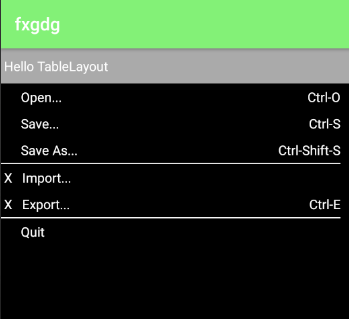 fxgdg
Hello TableLayout
Open... Ctrl-O
Save... Ctrl-S
Save As... Ctrl-Shift-S
X Import...
X Export... Ctrl-E
Quit